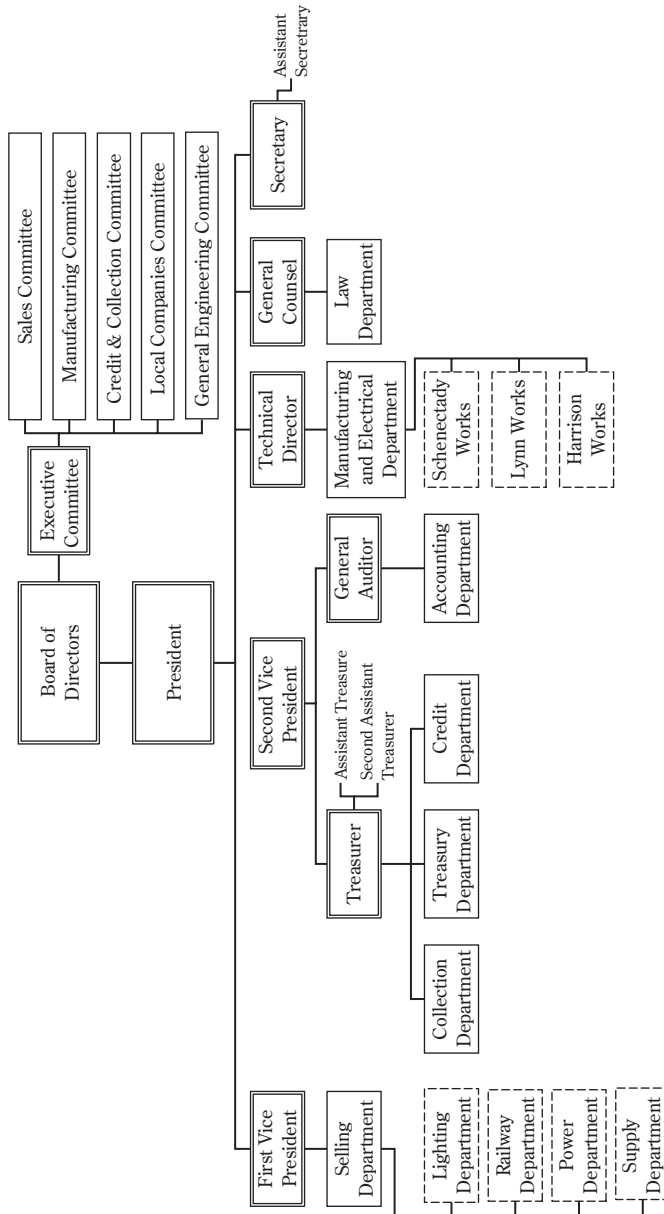 Board of
Directors
Executive
Committee
Sales Committee
Manufacturing Committee
Credit & Collection Committee
Local Companies Committee
General Engineering Committee
President
First Vice
President
Second Vice
President
Technical
Director
General
Counsel
Secretary
Assistant
Secretrary
Selling
Department
Treasurer
Assistant Treasure
Second Assistant
Treasurer
General
Auditor
Manufacturing
and Electrical
Department
Law
Department
Lighting
Department
Railway
Department
Power
Department
Supply
Department
Collection
Department
Treasury
Department
Credit
Department
Accounting
Department
Schenectady
Works
Lynn Works
Harrison
Works